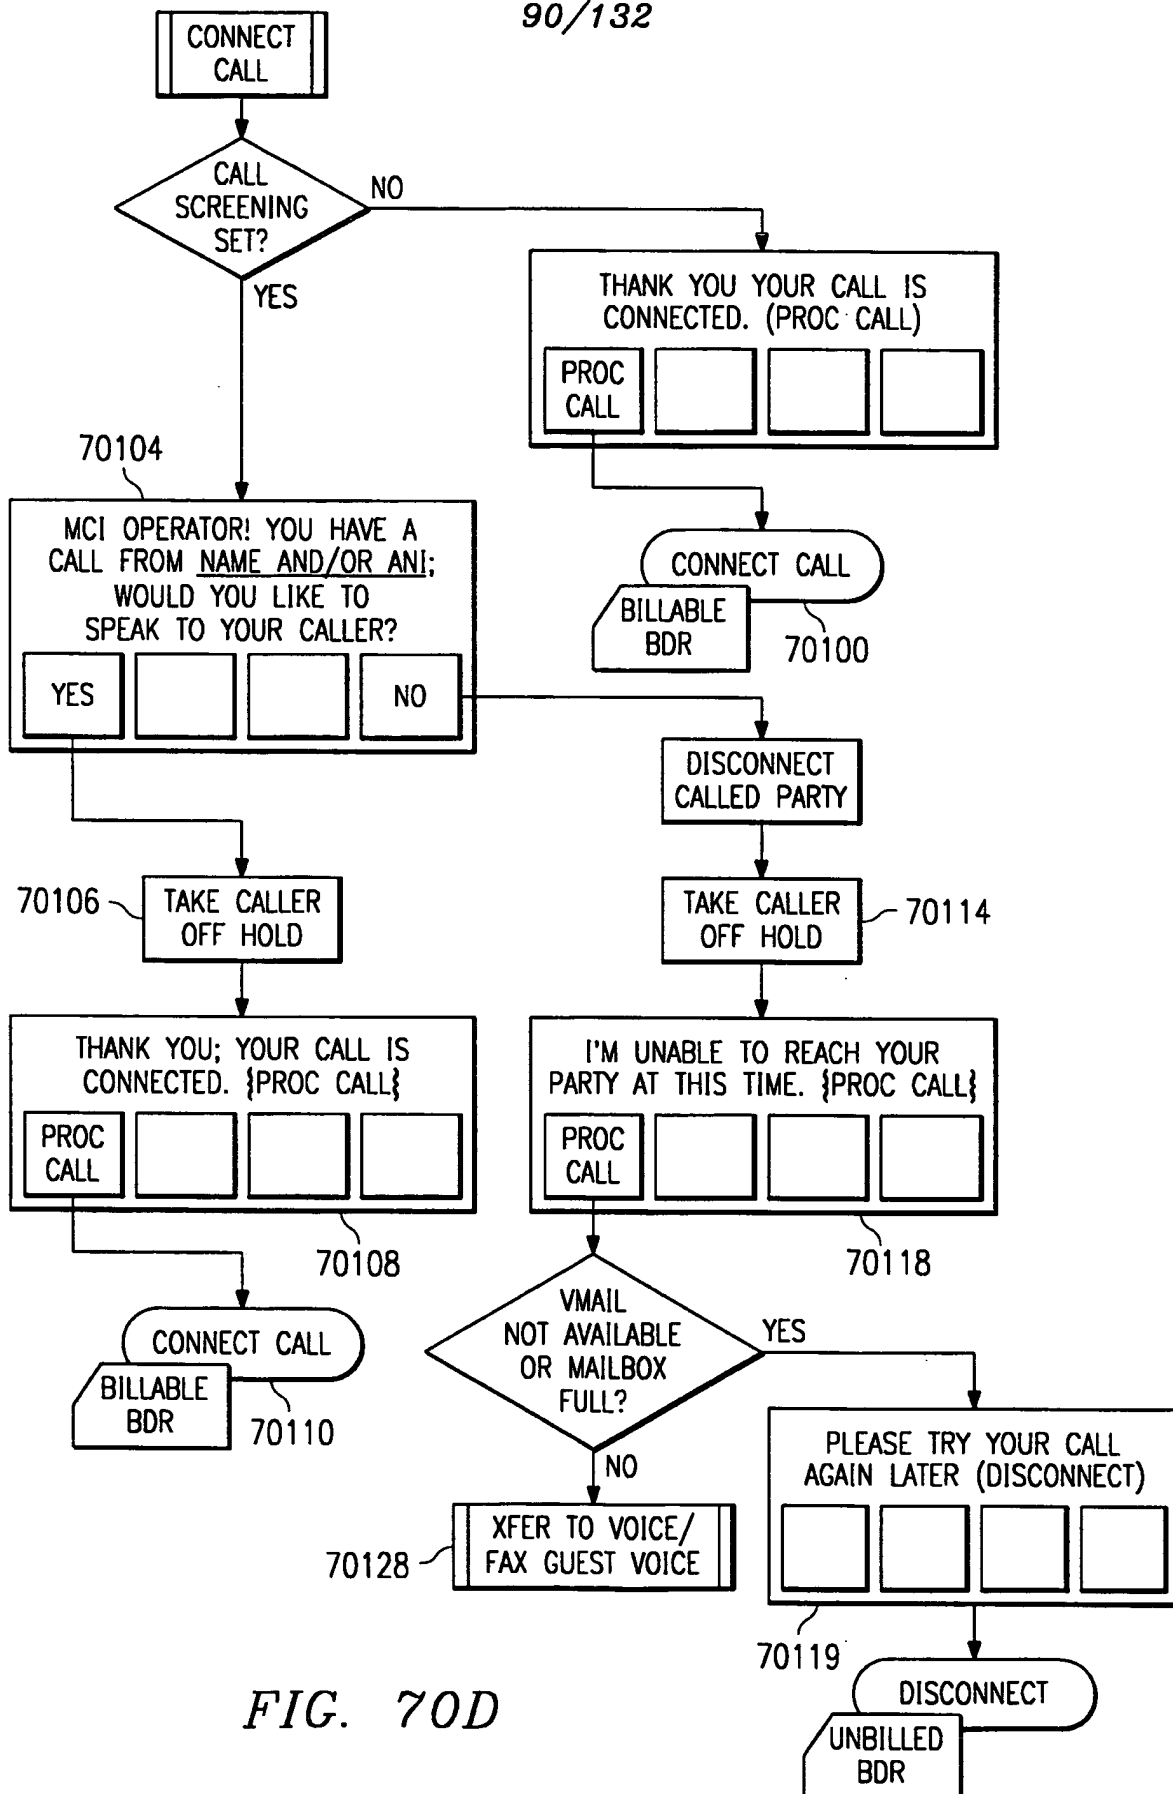 90/132
CONNECT
CALL
CALL
SCREENING
SET?
NO
YES
THANK YOU YOUR CALL IS
CONNECTED. (PROC CALL)
PROC
CALL
CONNECT CALL
BILLABLE
BDR
70100
70104
MCI OPERATOR! YOU HAVE A
CALL FROM NAME AND/OR ANI;
WOULD YOU LIKE TO
SPEAK TO YOUR CALLER?
YES
NO
DISCONNECT
CALLED PARTY
70106
TAKE CALLER
OFF HOLD
TAKE CALLER
OFF HOLD
70114
THANK YOU; YOUR CALL IS
CONNECTED. {PROC CALL}
PROC
CALL
70108
I'M UNABLE TO REACH YOUR
PARTY AT THIS TIME. {PROC CALL}
PROC
CALL
70118
CONNECT CALL
BILLABLE
BDR
70110
VMAIL
NOT AVAILABLE
OR MAILBOX
FULL?
YES
NO
PLEASE TRY YOUR CALL
AGAIN LATER (DISCONNECT)
70128
XFER TO VOICE/
FAX GUEST VOICE
70119
DISCONNECT
UNBILLED
BDR
FIG. 70D